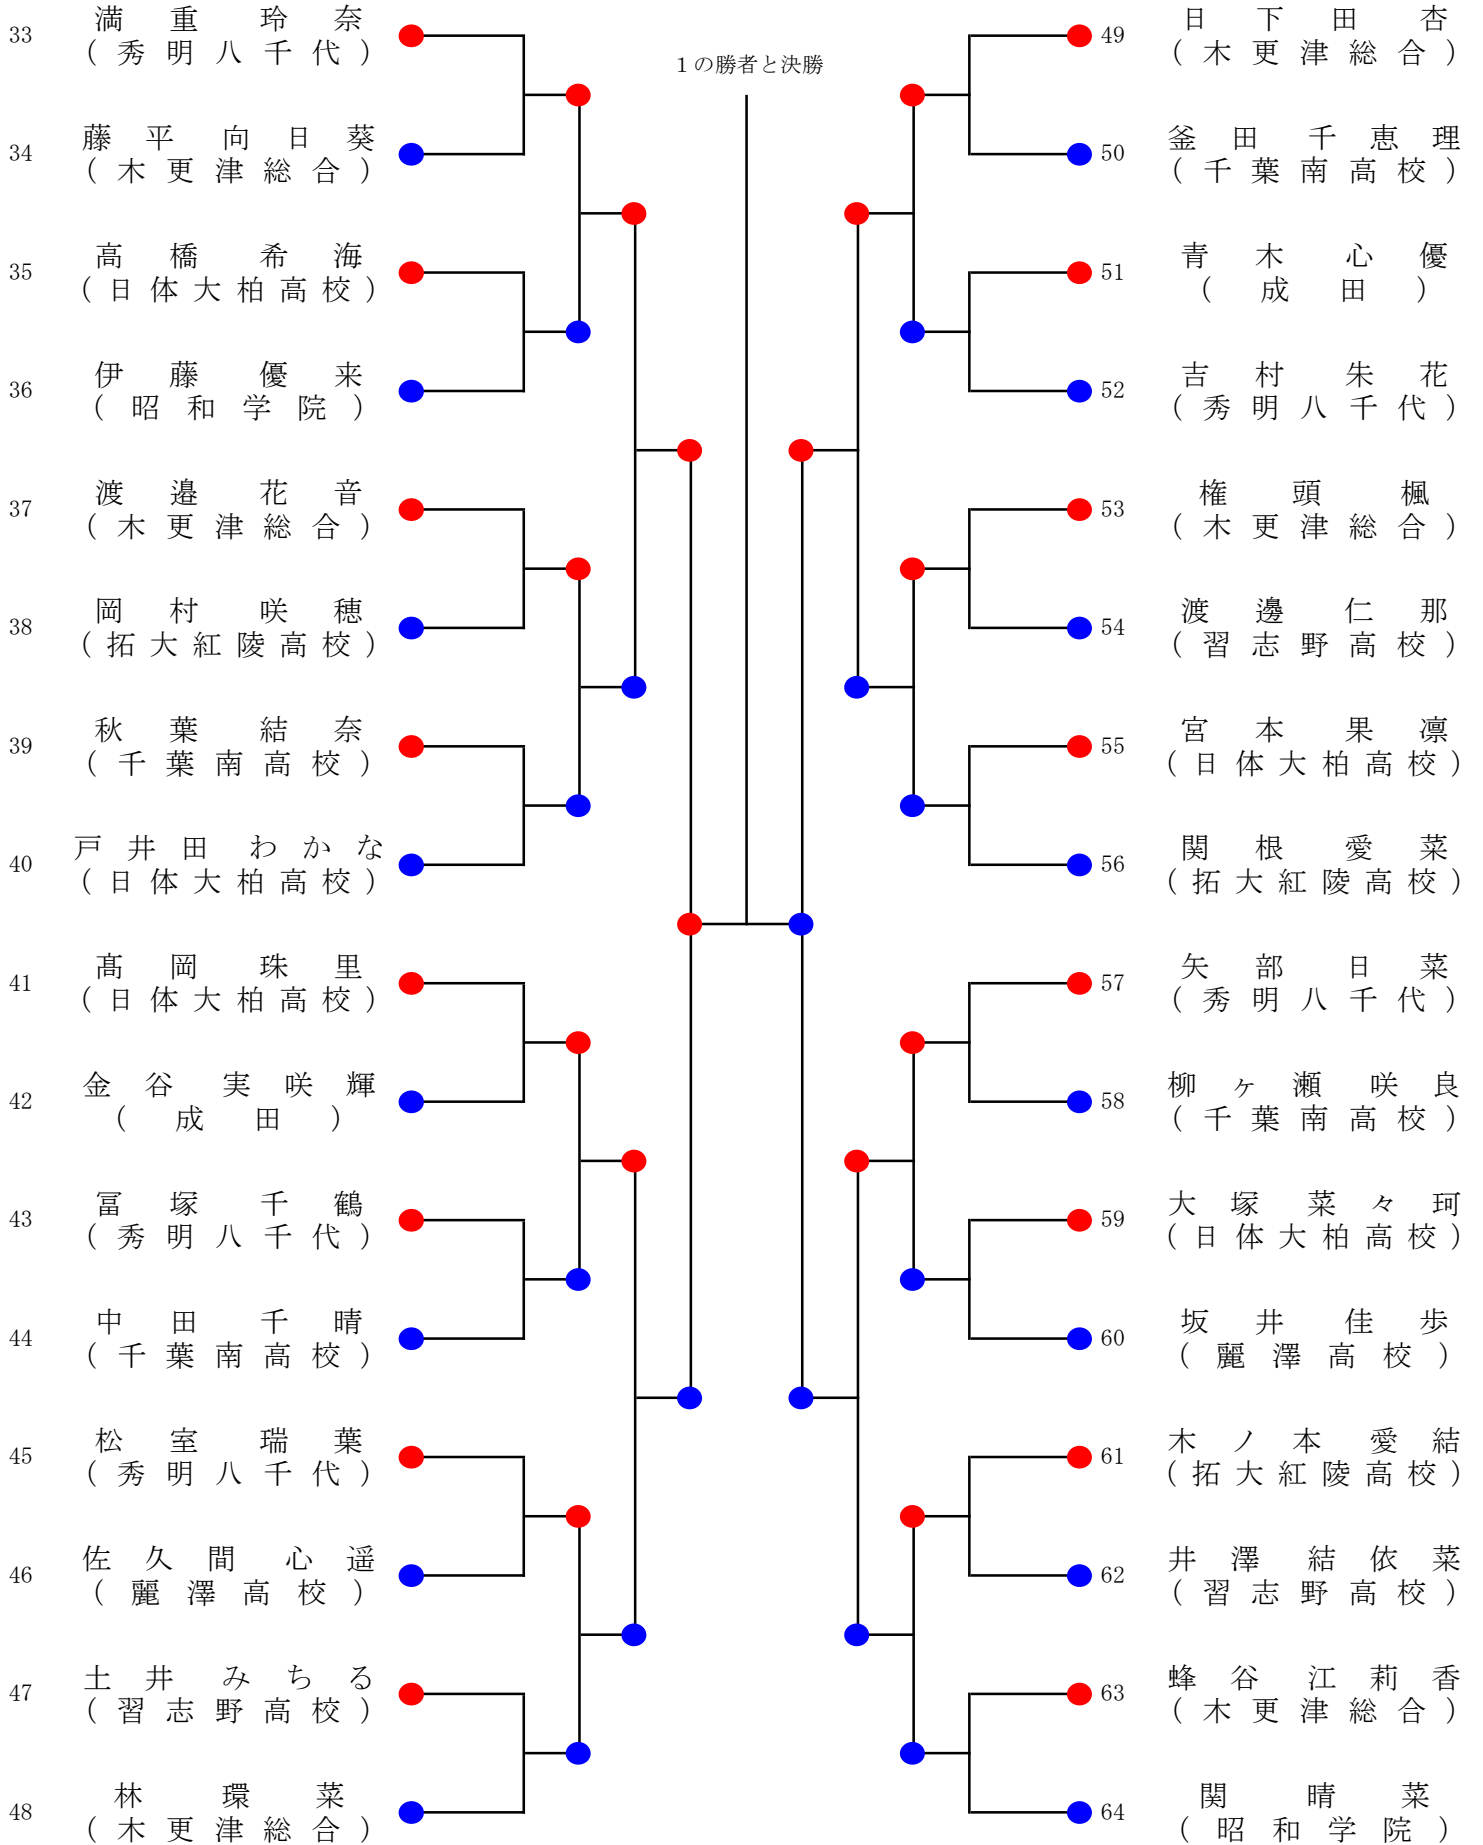 1の勝者と決勝
33 満重玲奈
(秀明八千代)
34 藤平向日葵
(木更津総合)
35 高橋希海
(日体大柏高校)
36 伊藤優来
(昭和学院)
37 渡邉花音
(木更津総合)
38 岡村咲穂
(拓大紅陵高校)
39 秋葉結奈
(千葉南高校)
40 戸井田わかな
(日体大柏高校)
41 髙岡珠里
(日体大柏高校)
42 金谷実咲輝
(成田)
43 冨塚千鶴
(秀明八千代)
44 中田千晴
(千葉南高校)
45 松室瑞葉
(秀明八千代)
46 佐久間心遥
(麗澤高校)
47 土井みちる
(習志野高校)
48 林環菜
(木更津総合)
49 日下田杏
(木更津総合)
50 釜田千恵理
(千葉南高校)
51 青木心優
(成田)
52 吉村朱花
(秀明八千代)
53 権頭楓
(木更津総合)
54 渡邊仁那
(習志野高校)
55 宮本果凛
(日体大柏高校)
56 関根愛菜
(拓大紅陵高校)
57 矢部日菜
(秀明八千代)
58 柳ヶ瀬咲良
(千葉南高校)
59 大塚菜々珂
(日体大柏高校)
60 坂井佳歩
(麗澤高校)
61 木ノ本愛結
(拓大紅陵高校)
62 井澤結依菜
(習志野高校)
63 蜂谷江莉香
(木更津総合)
64 関晴菜
(昭和学院)